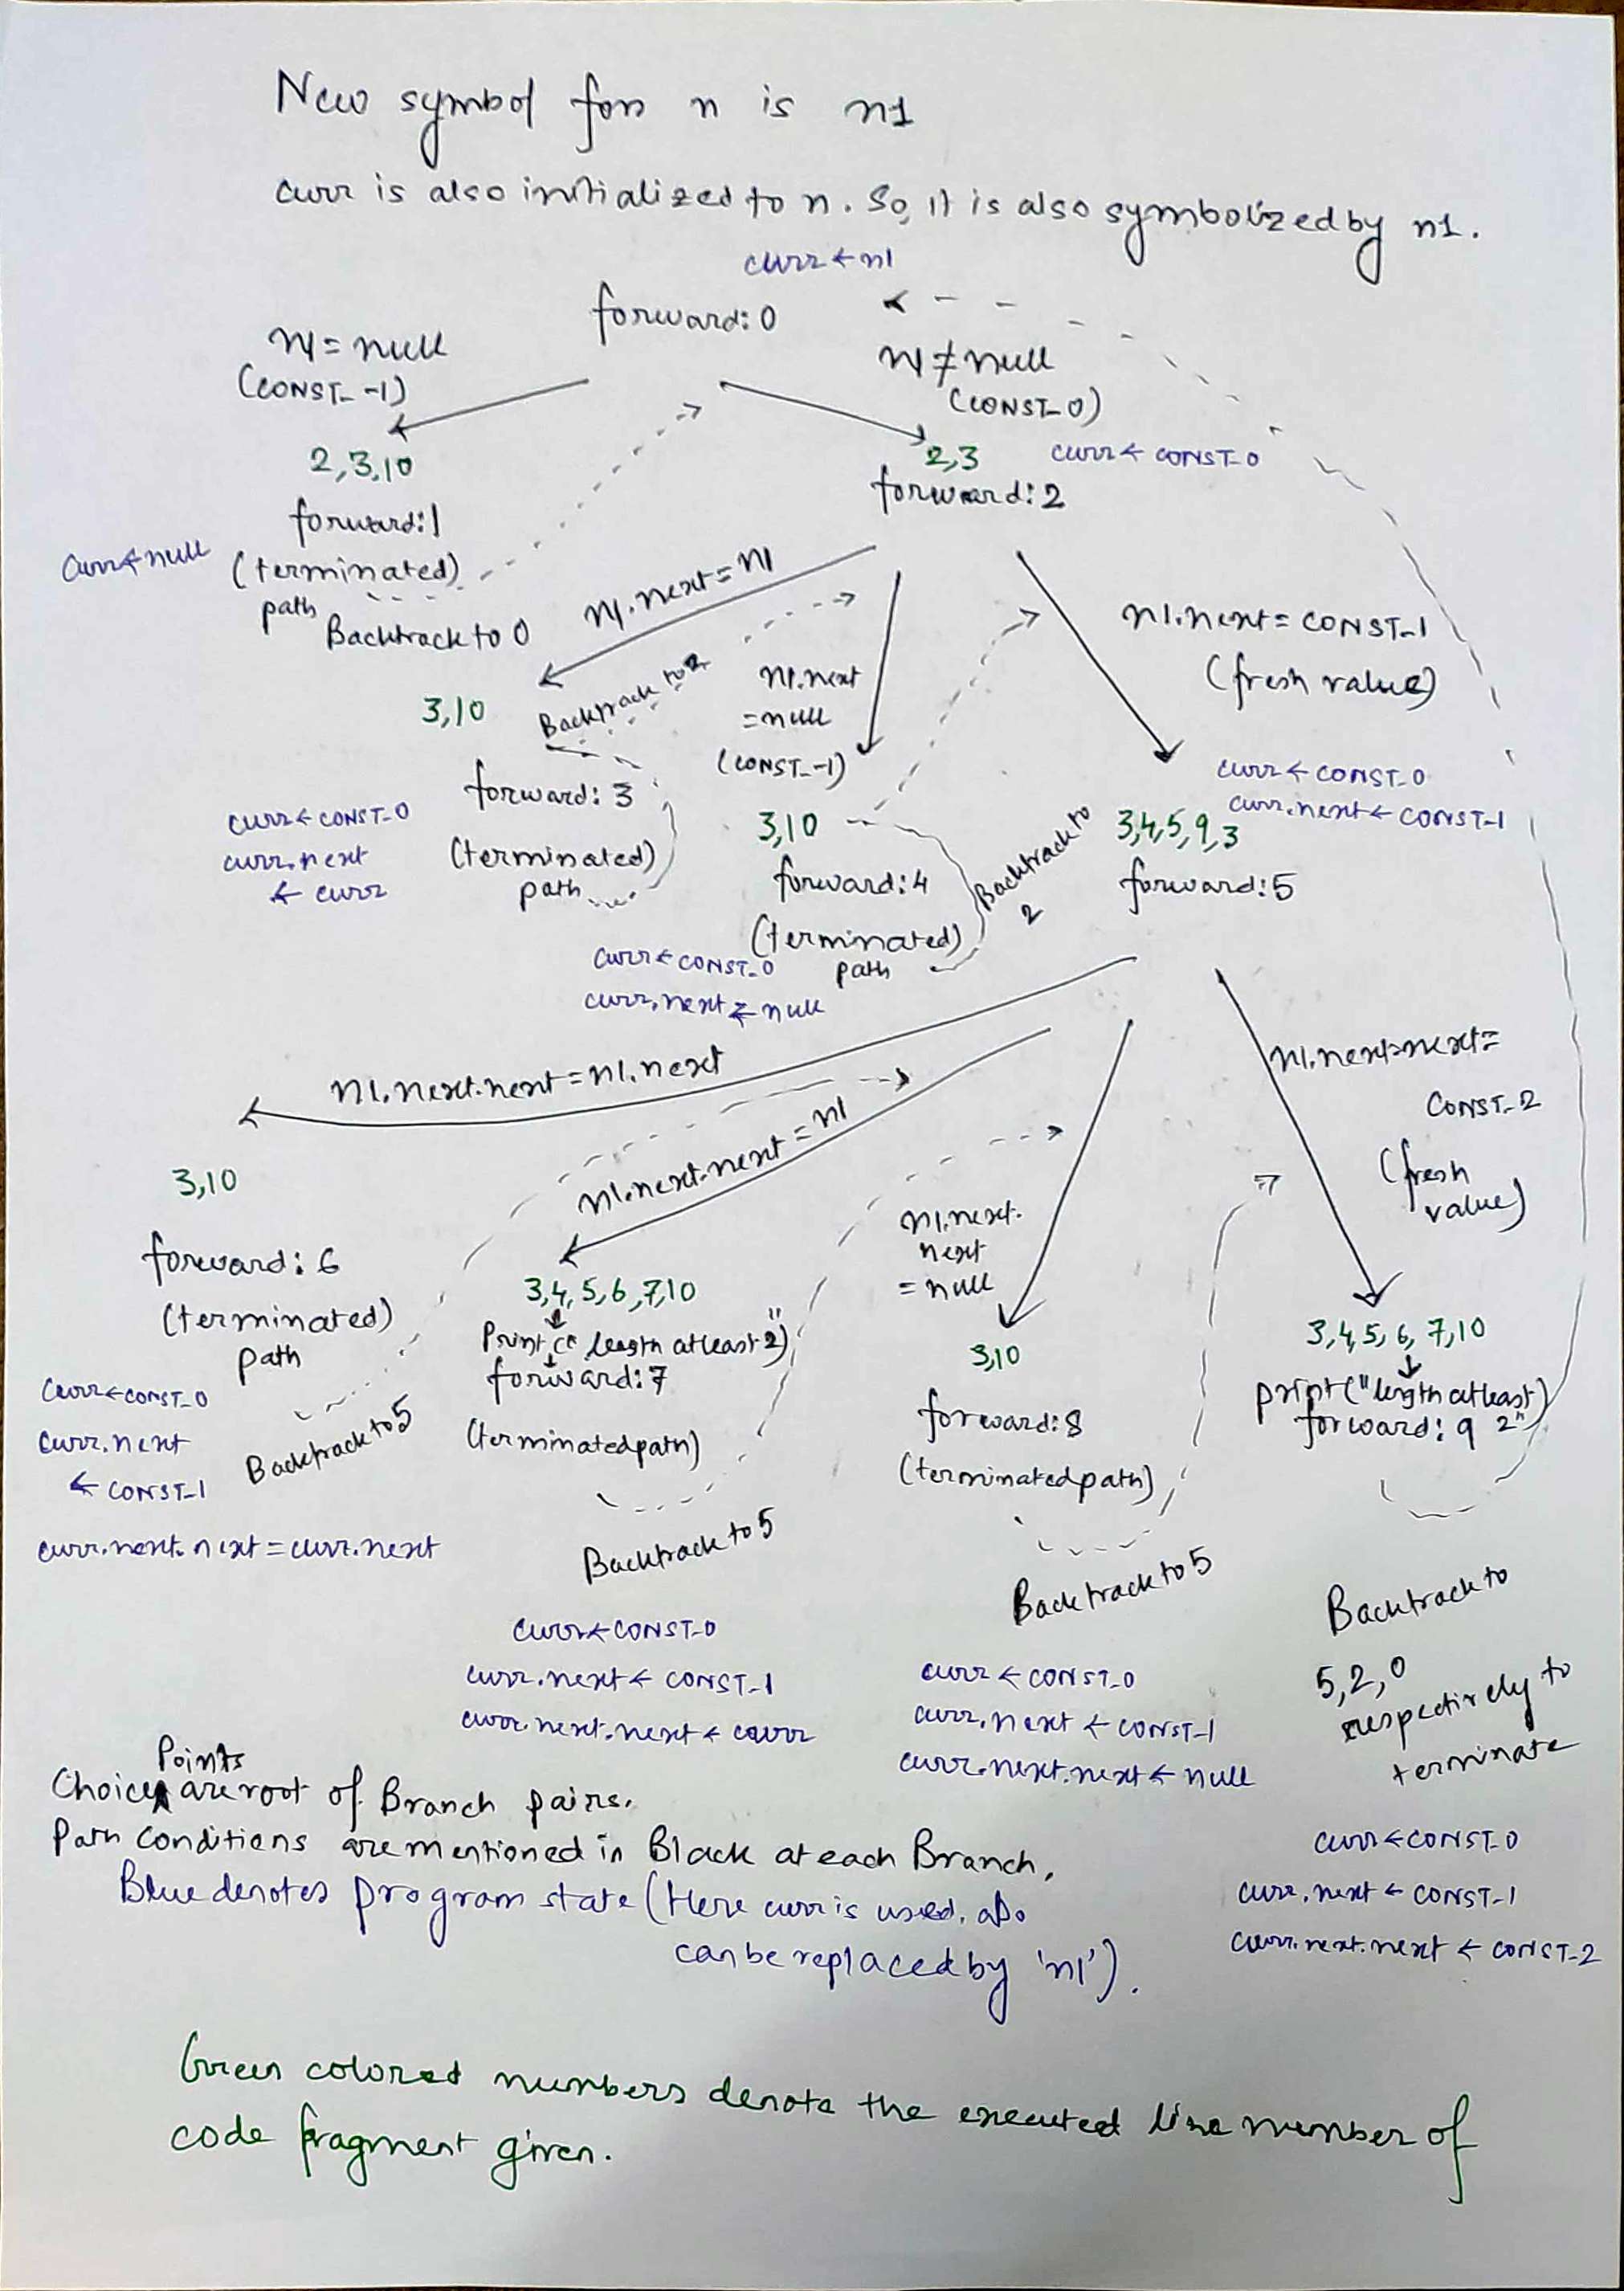 New symbol for n is n1
curr is also initialized to n. So, it is also symbolized by n1.
curr ← n1
forward: 0
n1 = null
(CONST_-1)
n1 ≠ null
(CONST_0)
2,3,10
forward: 1
(terminated)
path
Backtrack to 0
curr ← null
2,3
curr ← CONST_0
forward: 2
n1.next = n1
Backtrack to 2
3,10
forward: 3
(terminated)
path
curr ← CONST_0
curr.next
← curr
n1.next
= null
(CONST_-1)
3,10
forward: 4
(terminated)
path
Backtrack to
2
curr ← CONST_0
curr.next ← null
n1.next = CONST_1
(fresh value)
curr ← CONST_0
curr.next ← CONST_1
3,4,5,9,3
forward: 5
n1.next.next = n1.next
3,10
forward: 6
(terminated)
path
Backtrack to 5
curr ← CONST_0
curr.next
← CONST_1
curr.next.next = curr.next
n1.next.next = n1
3,4,5,6,7,10
Print (" length at least 2")
forward: 7
(terminated path)
Backtrack to 5
curr ← CONST_0
curr.next ← CONST_1
curr.next.next ← curr
n1.next.
next
= null
3,10
forward: 8
(terminated path)
Backtrack to 5
curr ← CONST_0
curr.next ← CONST_1
curr.next.next ← null
n1.next.next =
CONST_2
(fresh
value)
3,4,5,6,7,10
print("length at least)
forward: 9 2"
Backtrack to
5,2,0
respectively to
terminate
curr ← CONST_0
curr.next ← CONST_1
curr.next.next ← CONST_2
Choice Points are root of Branch pairs.
Path conditions are mentioned in Black at each Branch,
Blue denotes program state (Here curr is used, also
can be replaced by 'n1').
Green colored numbers denote the executed line number of
code fragment given.